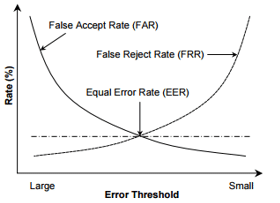 False Accept Rate (FAR)
False Reject Rate (FRR)
Equal Error Rate (EER)
Rate (%)
Large
Small
Error Threshold